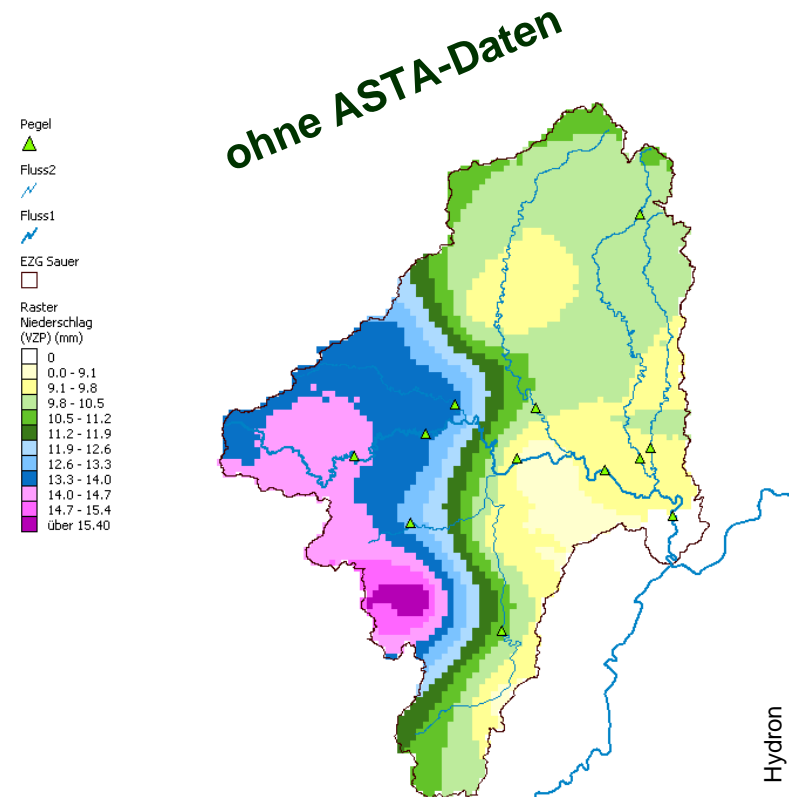 ohne ASTA-Daten
Pegel
Fluss2
Fluss1
EZG Sauer
Raster
Niederschlag
(VZP) (mm)
0
0.0 - 9.1
9.1 - 9.8
9.8 - 10.5
10.5 - 11.2
11.2 - 11.9
11.9 - 12.6
12.6 - 13.3
13.3 - 14.0
14.0 - 14.7
14.7 - 15.4
über 15.40
Hydron